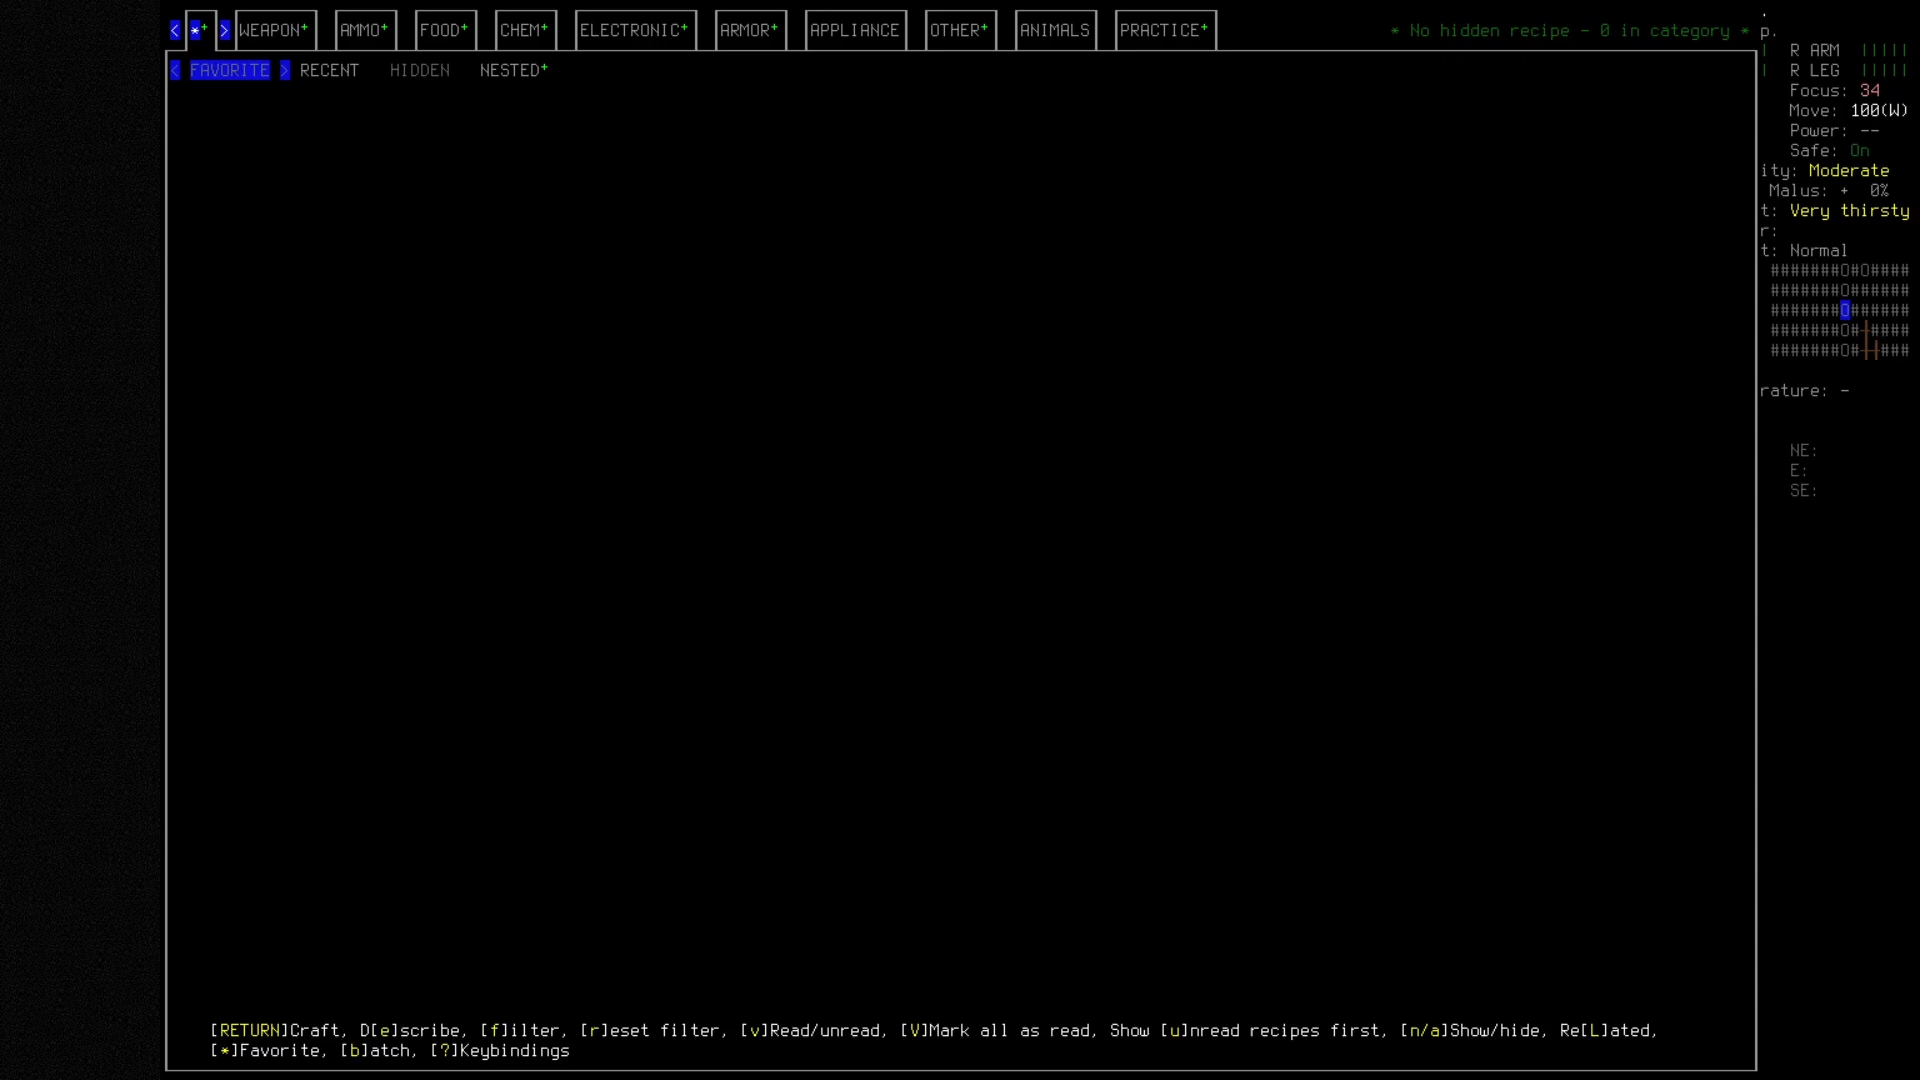 < *+ > WEAPON+ AMMO+ FOOD+ CHEM+ ELECTRONIC+ ARMOR+ APPLIANCE OTHER+ ANIMALS PRACTICE+ * No hidden recipe - 0 in category * p.
R ARM |||||
< FAVORITE > RECENT HIDDEN NESTED+ R LEG |||||
Focus: 34
Move: 100(W)
Power: --
Safe: On
ity: Moderate
Malus: + 0%
t: Very thirsty
r:
t: Normal
#######O#O####
#######O######
#######O######
rature: -
NE:
E:
SE:
[RETURN]Craft, D[e]scribe, [f]ilter, [r]eset filter, [v]Read/unread, [V]Mark all as read, Show [u]nread recipes first, [n/a]Show/hide, Re[L]ated,
[*]Favorite, [b]atch, [?]Keybindings